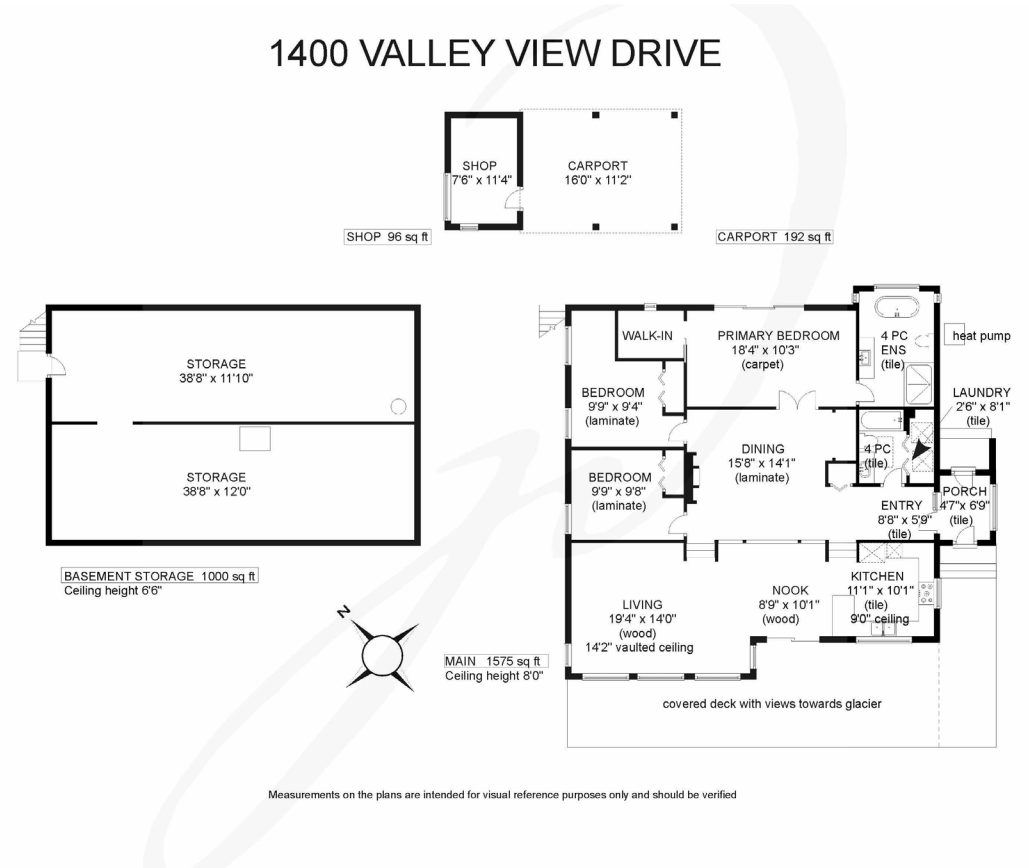 1400 VALLEY VIEW DRIVE
SHOP
7'6" x 11'4"
CARPORT
16'0" x 11'2"
SHOP 96 sq ft
CARPORT 192 sq ft
STORAGE
38'8" x 11'10"
STORAGE
38'8" x 12'0"
BASEMENT STORAGE 1000 sq ft
Ceiling height 6'6"
WALK-IN
PRIMARY BEDROOM
18'4" x 10'3"
(carpet)
4 PC
ENS
(tile)
heat pump
BEDROOM
9'9" x 9'4"
(laminate)
LAUNDRY
2'6" x 8'1"
(tile)
DINING
15'8" x 14'1"
(laminate)
4 PC
(tile)
BEDROOM
9'9" x 9'8"
(laminate)
ENTRY
8'8" x 5'9"
(tile)
PORCH
4'7" x 6'9"
(tile)
LIVING
19'4" x 14'0"
(wood)
14'2" vaulted ceiling
NOOK
8'9" x 10'1"
(wood)
KITCHEN
11'1" x 10'1"
(tile)
9'0" ceiling
N
MAIN 1575 sq ft
Ceiling height 8'0"
covered deck with views towards glacier
Measurements on the plans are intended for visual reference purposes only and should be verified